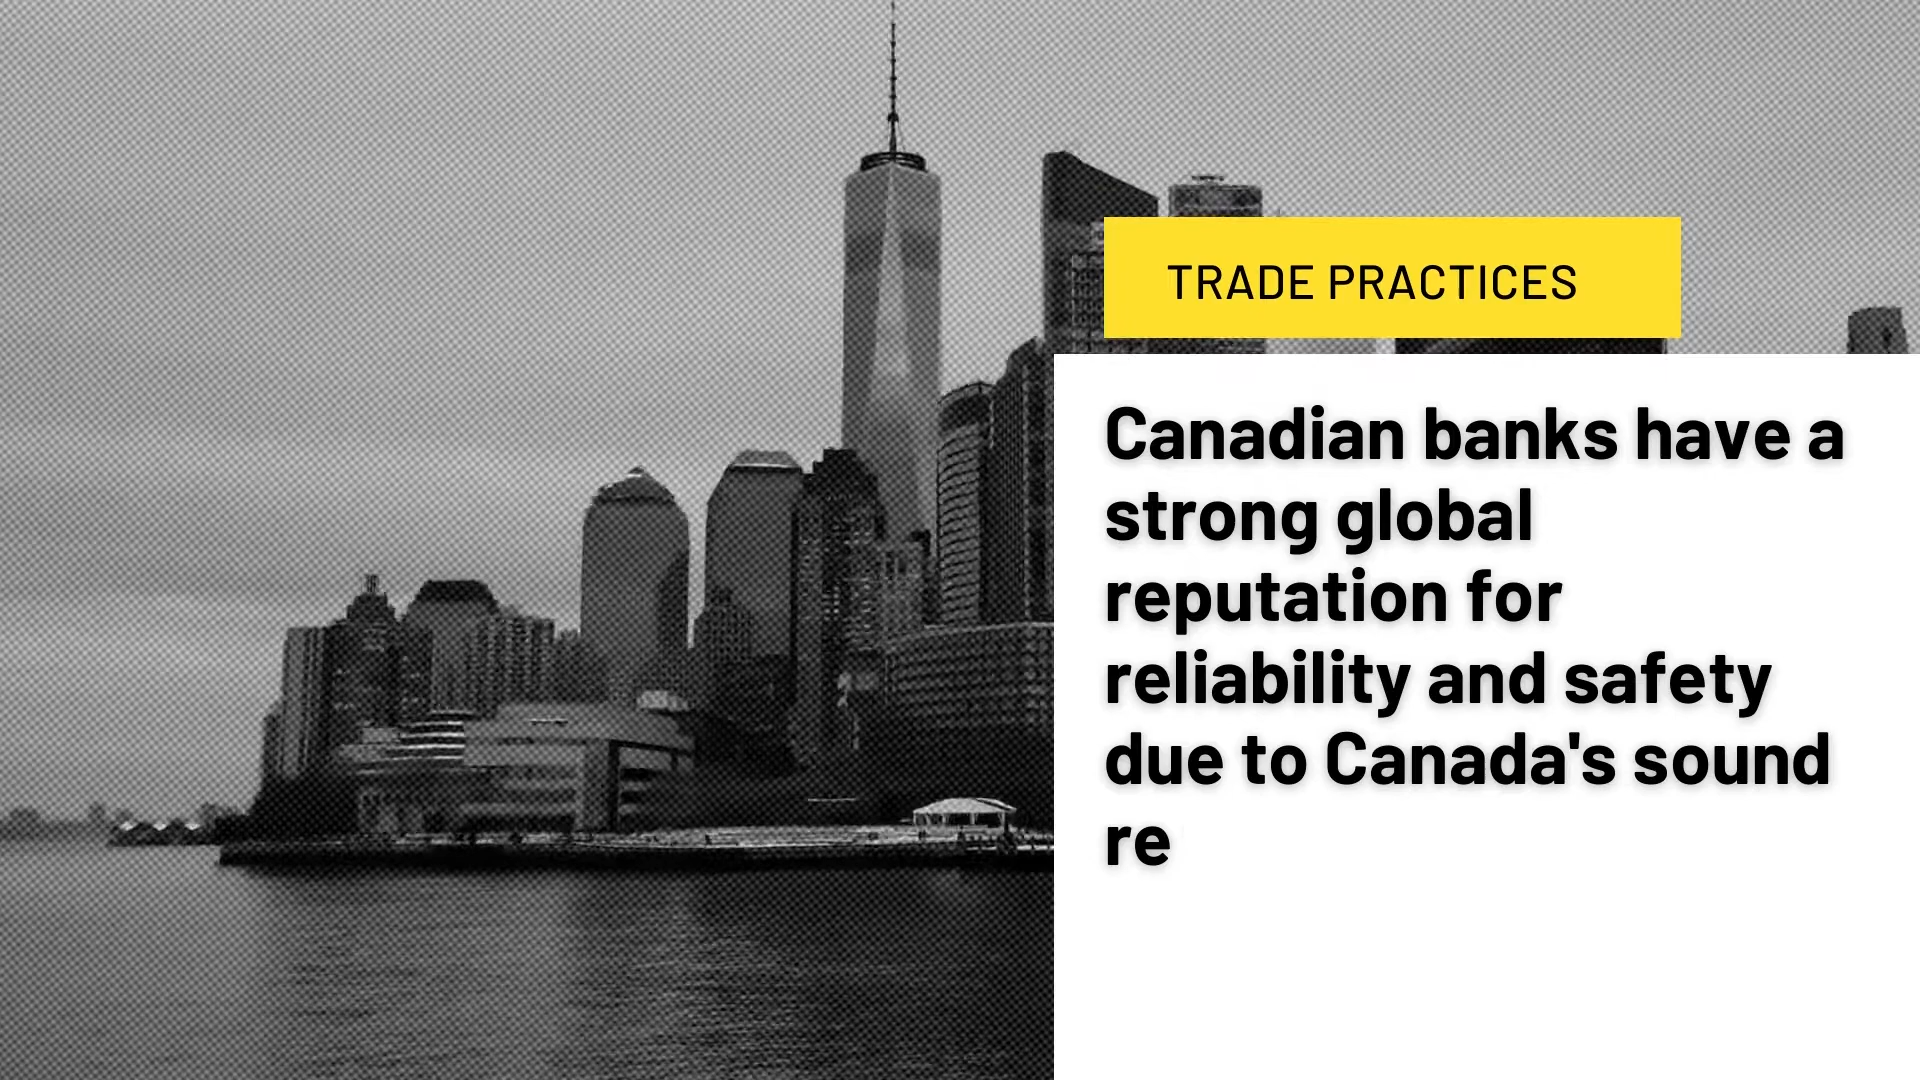 TRADE PRACTICES
Canadian banks have a
strong global
reputation for
reliability and safety
due to Canada's sound
re